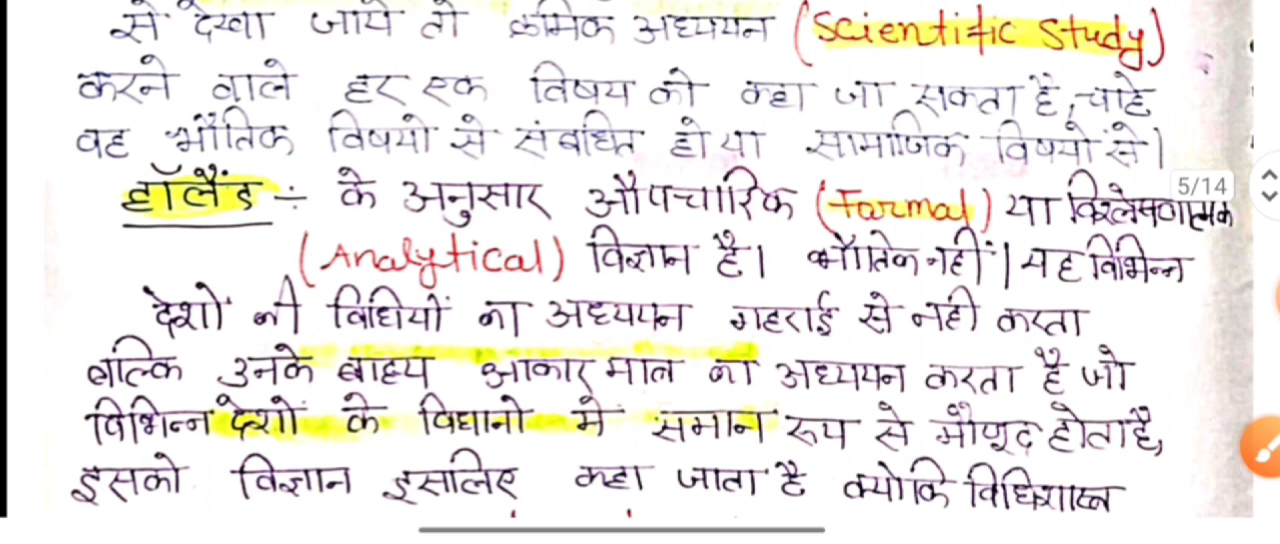 से देखा जाये तो क्रमिक अध्ययन (Scientific Study)
करने वाले हर एक विषय को कहा जा सकता है, चाहे
वह भौतिक विषयो से संबधित हो या सामाजिक विषयों से।
हॉलैंड :- के अनुसार औपचारिक (Formal) या विश्लेषणात्मक
5/14
(Analytical) विज्ञान है। भौतिक नहीं। यह विभिन्न
देशो की विधियों का अध्ययन गहराई से नही करता
बल्कि उनके बाह्य आकार मात्र का अध्ययन करता है जो
विभिन्न देशों के विधानो में समान रूप से मौजूद होता है,
इसको विज्ञान इसलिए कहा जाता है क्योकि विधिशास्त्र